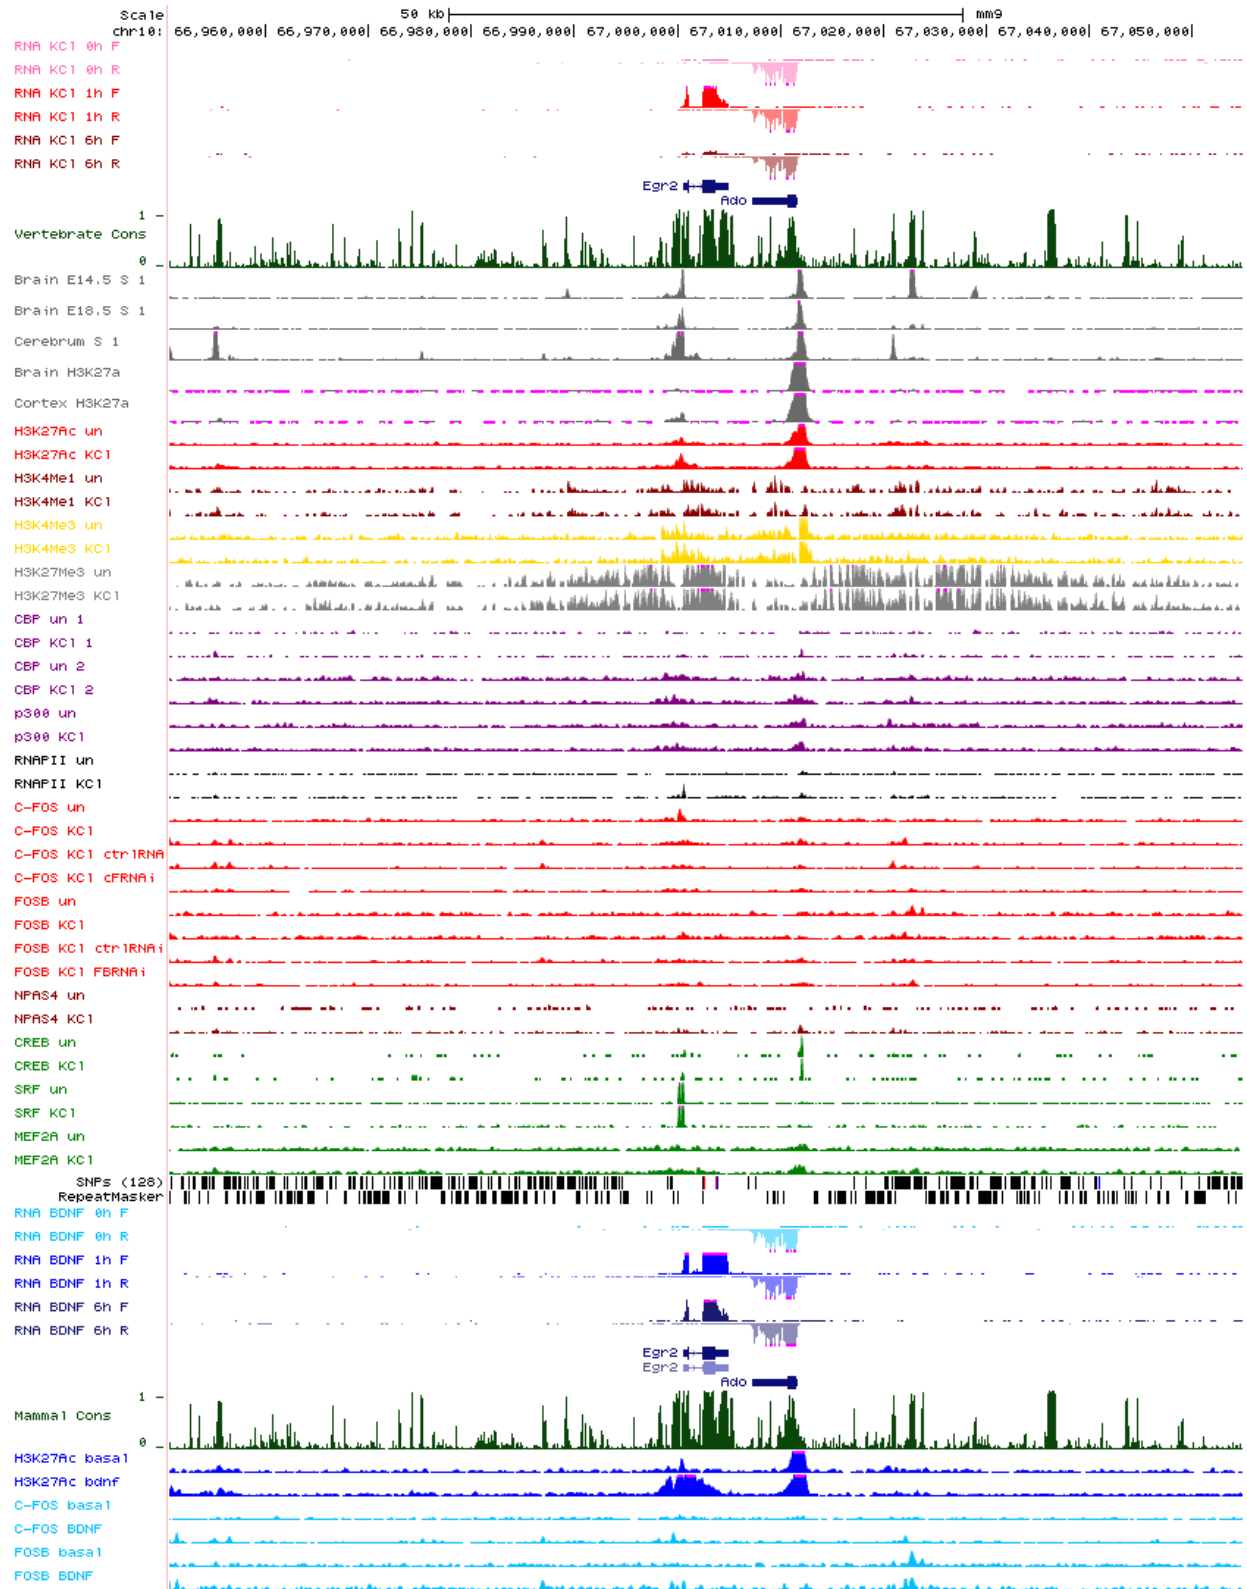 Scale 50 kb mm9
chr10: 66,960,000 66,970,000 66,980,000 66,990,000 67,000,000 67,010,000 67,020,000 67,030,000 67,040,000 67,050,000
RNA KCl 0h F
RNA KCl 0h R
RNA KCl 1h F
RNA KCl 1h R
RNA KCl 6h F
RNA KCl 6h R
Egr2
Ado
1
Vertebrate Cons
0
Brain E14.5 S 1
Brain E18.5 S 1
Cerebrum S 1
Brain H3K27a
Cortex H3K27a
H3K27Ac un
H3K27Ac KCl
H3K4Me1 un
H3K4Me1 KCl
H3K4Me3 un
H3K4Me3 KCl
H3K27Me3 un
H3K27Me3 KCl
CBP un 1
CBP KCl 1
CBP un 2
CBP KCl 2
p300 un
p300 KCl
RNAPII un
RNAPII KCl
C-FOS un
C-FOS KCl
C-FOS KCl ctrlRNA
C-FOS KCl cFRNAi
FOSB un
FOSB KCl
FOSB KCl ctrlRNAi
FOSB KCl FBRNAi
NPAS4 un
NPAS4 KCl
CREB un
CREB KCl
SRF un
SRF KCl
MEF2A un
MEF2A KCl
SNPs (128)
RepeatMasker
RNA BDNF 0h F
RNA BDNF 0h R
RNA BDNF 1h F
RNA BDNF 1h R
RNA BDNF 6h F
RNA BDNF 6h R
Egr2
Egr2
Ado
1
Mammal Cons
0
H3K27Ac basal
H3K27Ac bdnf
C-FOS basal
C-FOS BDNF
FOSB basal
FOSB BDNF